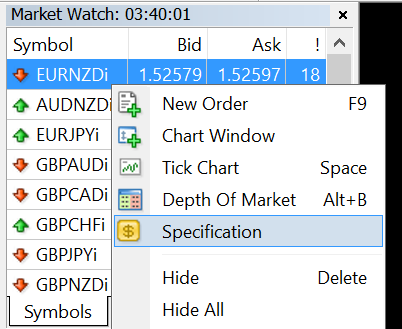 Market Watch: 03:40:01
Symbol Bid Ask !
EURNZDi 1.52579 1.52597 18
AUDNZDi
EURJPYi
GBPAUDi
GBPCADi
GBPCHFi
GBPJPYi
GBPNZDi
Symbols
New Order F9
Chart Window
Tick Chart Space
Depth Of Market Alt+B
Specification
Hide Delete
Hide All